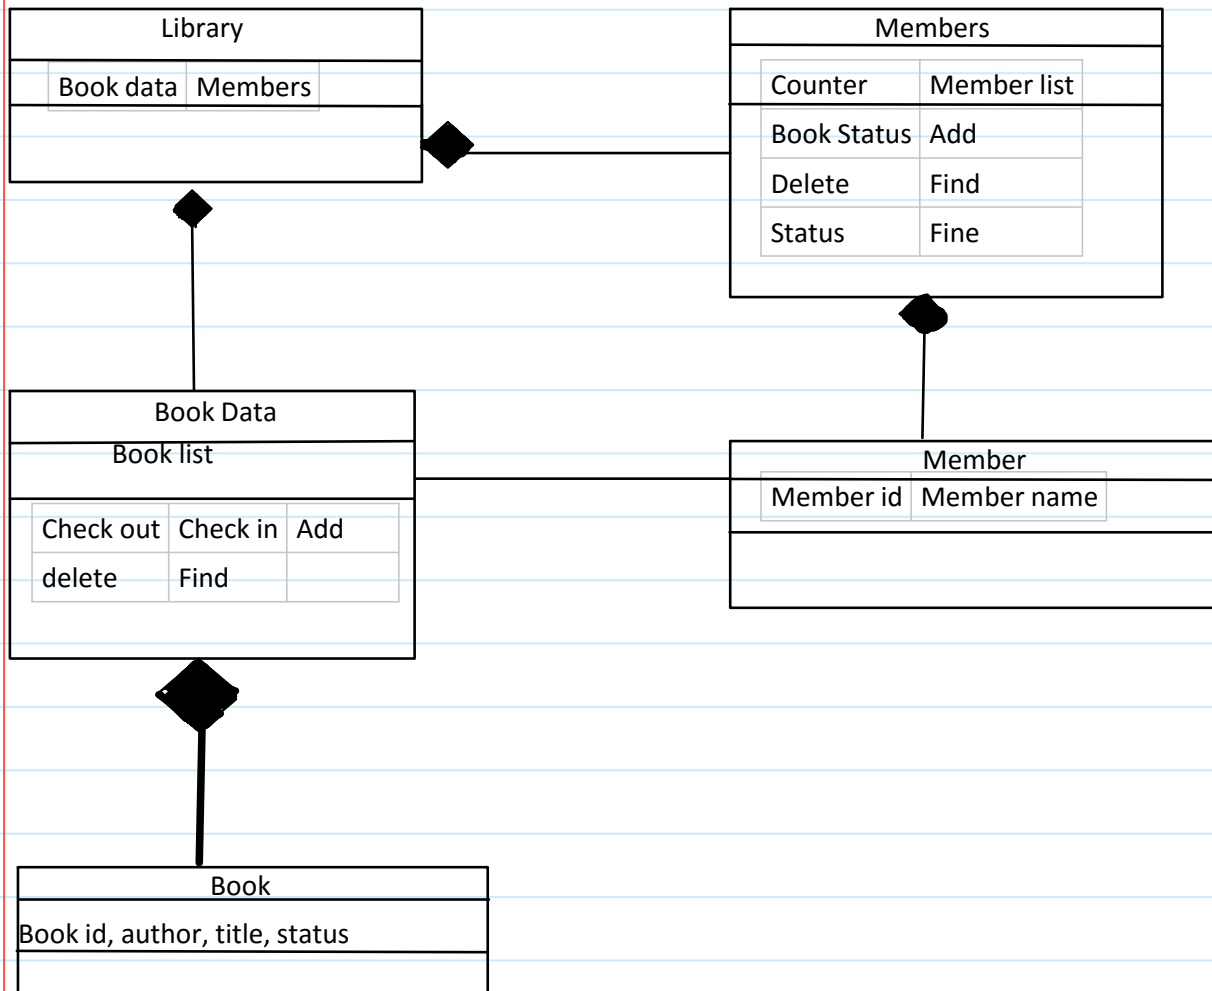 Library
Book data Members
Members
Counter Member list
Book Status Add
Delete Find
Status Fine
Book Data
Book list
Check out Check in Add
delete Find
Member
Member id Member name
Book
Book id, author, title, status